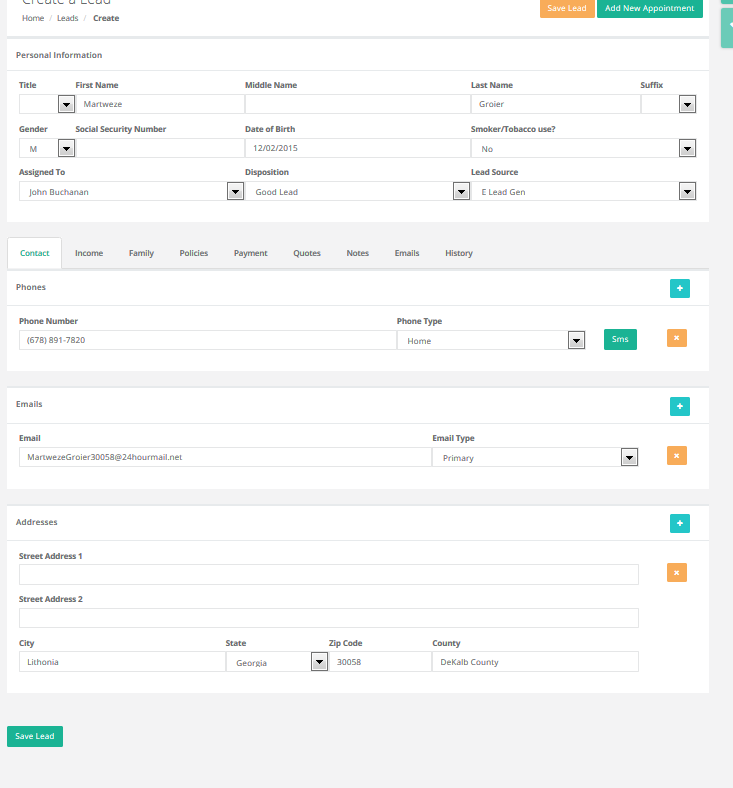 Create a Lead
Home / Leads / Create
Save Lead
Add New Appointment
Personal Information
Title First Name Middle Name Last Name Suffix
Martweze Groier
Gender Social Security Number Date of Birth Smoker/Tobacco use?
M 12/02/2015 No
Assigned To Disposition Lead Source
John Buchanan Good Lead E Lead Gen
Contact Income Family Policies Payment Quotes Notes Emails History
Phones
+
Phone Number Phone Type
(678) 891-7820 Home Sms ×
Emails
+
Email Email Type
MartwezeGroier30058@24hourmail.net Primary ×
Addresses
+
Street Address 1
×
Street Address 2
City State Zip Code County
Lithonia Georgia 30058 DeKalb County
Save Lead